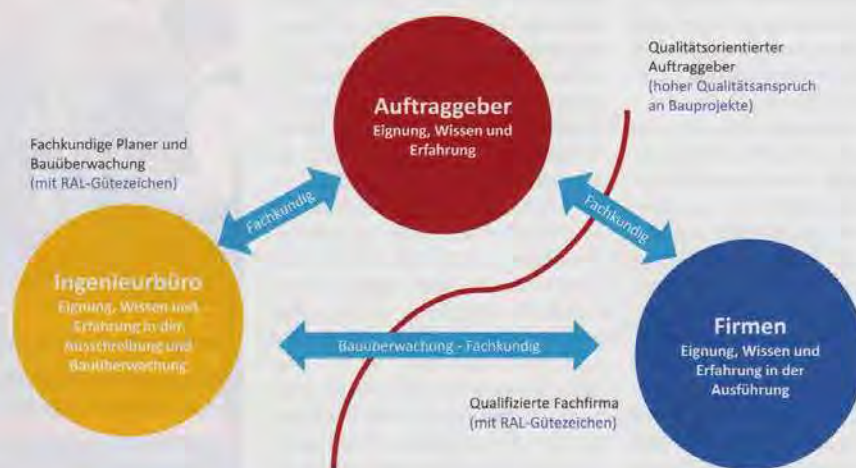 Qualitätsorientierter
Auftraggeber
(hoher Qualitätsanspruch
an Bauprojekte)
Auftraggeber
Eignung, Wissen und
Erfahrung
Fachkundige Planer und
Bauüberwachung
(mit RAL-Gütezeichen)
Fachkundig
Fachkundig
Ingenieurbüro
Eignung, Wissen und
Erfahrung in der
Ausschreibung und
Bauüberwachung
Bauüberwachung - Fachkundig
Firmen
Eignung, Wissen und
Erfahrung in der
Ausführung
Qualifizierte Fachfirma
(mit RAL-Gütezeichen)